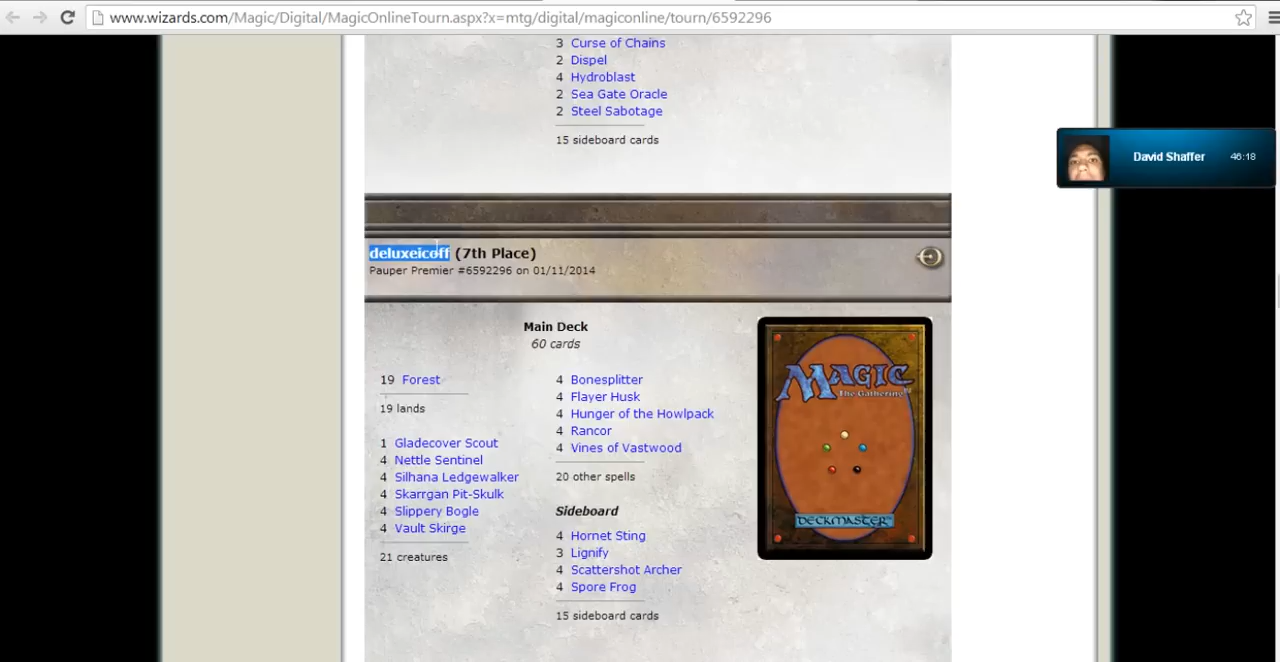 www.wizards.com/Magic/Digital/MagicOnlineTourn.aspx?x=mtg/digital/magiconline/tourn/6592296
3 Curse of Chains
2 Dispel
4 Hydroblast
2 Sea Gate Oracle
2 Steel Sabotage
15 sideboard cards
David Shaffer 46:18
deluxeicoff (7th Place)
Pauper Premier #6592296 on 01/11/2014
Main Deck
60 cards
19 Forest
19 lands
1 Gladecover Scout
4 Nettle Sentinel
4 Silhana Ledgewalker
4 Skarrgan Pit-Skulk
4 Slippery Bogle
4 Vault Skirge
21 creatures
4 Bonesplitter
4 Flayer Husk
4 Hunger of the Howlpack
4 Rancor
4 Vines of Vastwood
20 other spells
Sideboard
4 Hornet Sting
3 Lignify
4 Scattershot Archer
4 Spore Frog
15 sideboard cards
MAGIC
The Gathering
DECKMASTER